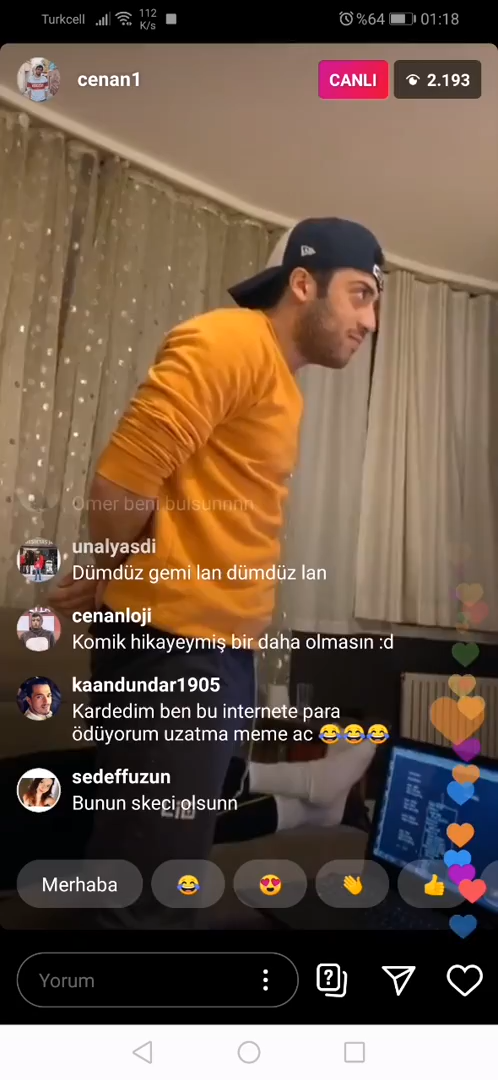 Turkcell
112
K/s
%64
01:18
cenan1
CANLI
2.193
Ömer beni bulsunnnn
unalyasdi
Dümdüz gemi lan dümdüz lan
cenanloji
Komik hikayeymiş bir daha olmasın :d
kaandundar1905
Kardedim ben bu internete para
ödüyorum uzatma meme ac 😂😂😂
sedeffuzun
Bunun skeci olsunn
Merhaba
Yorum